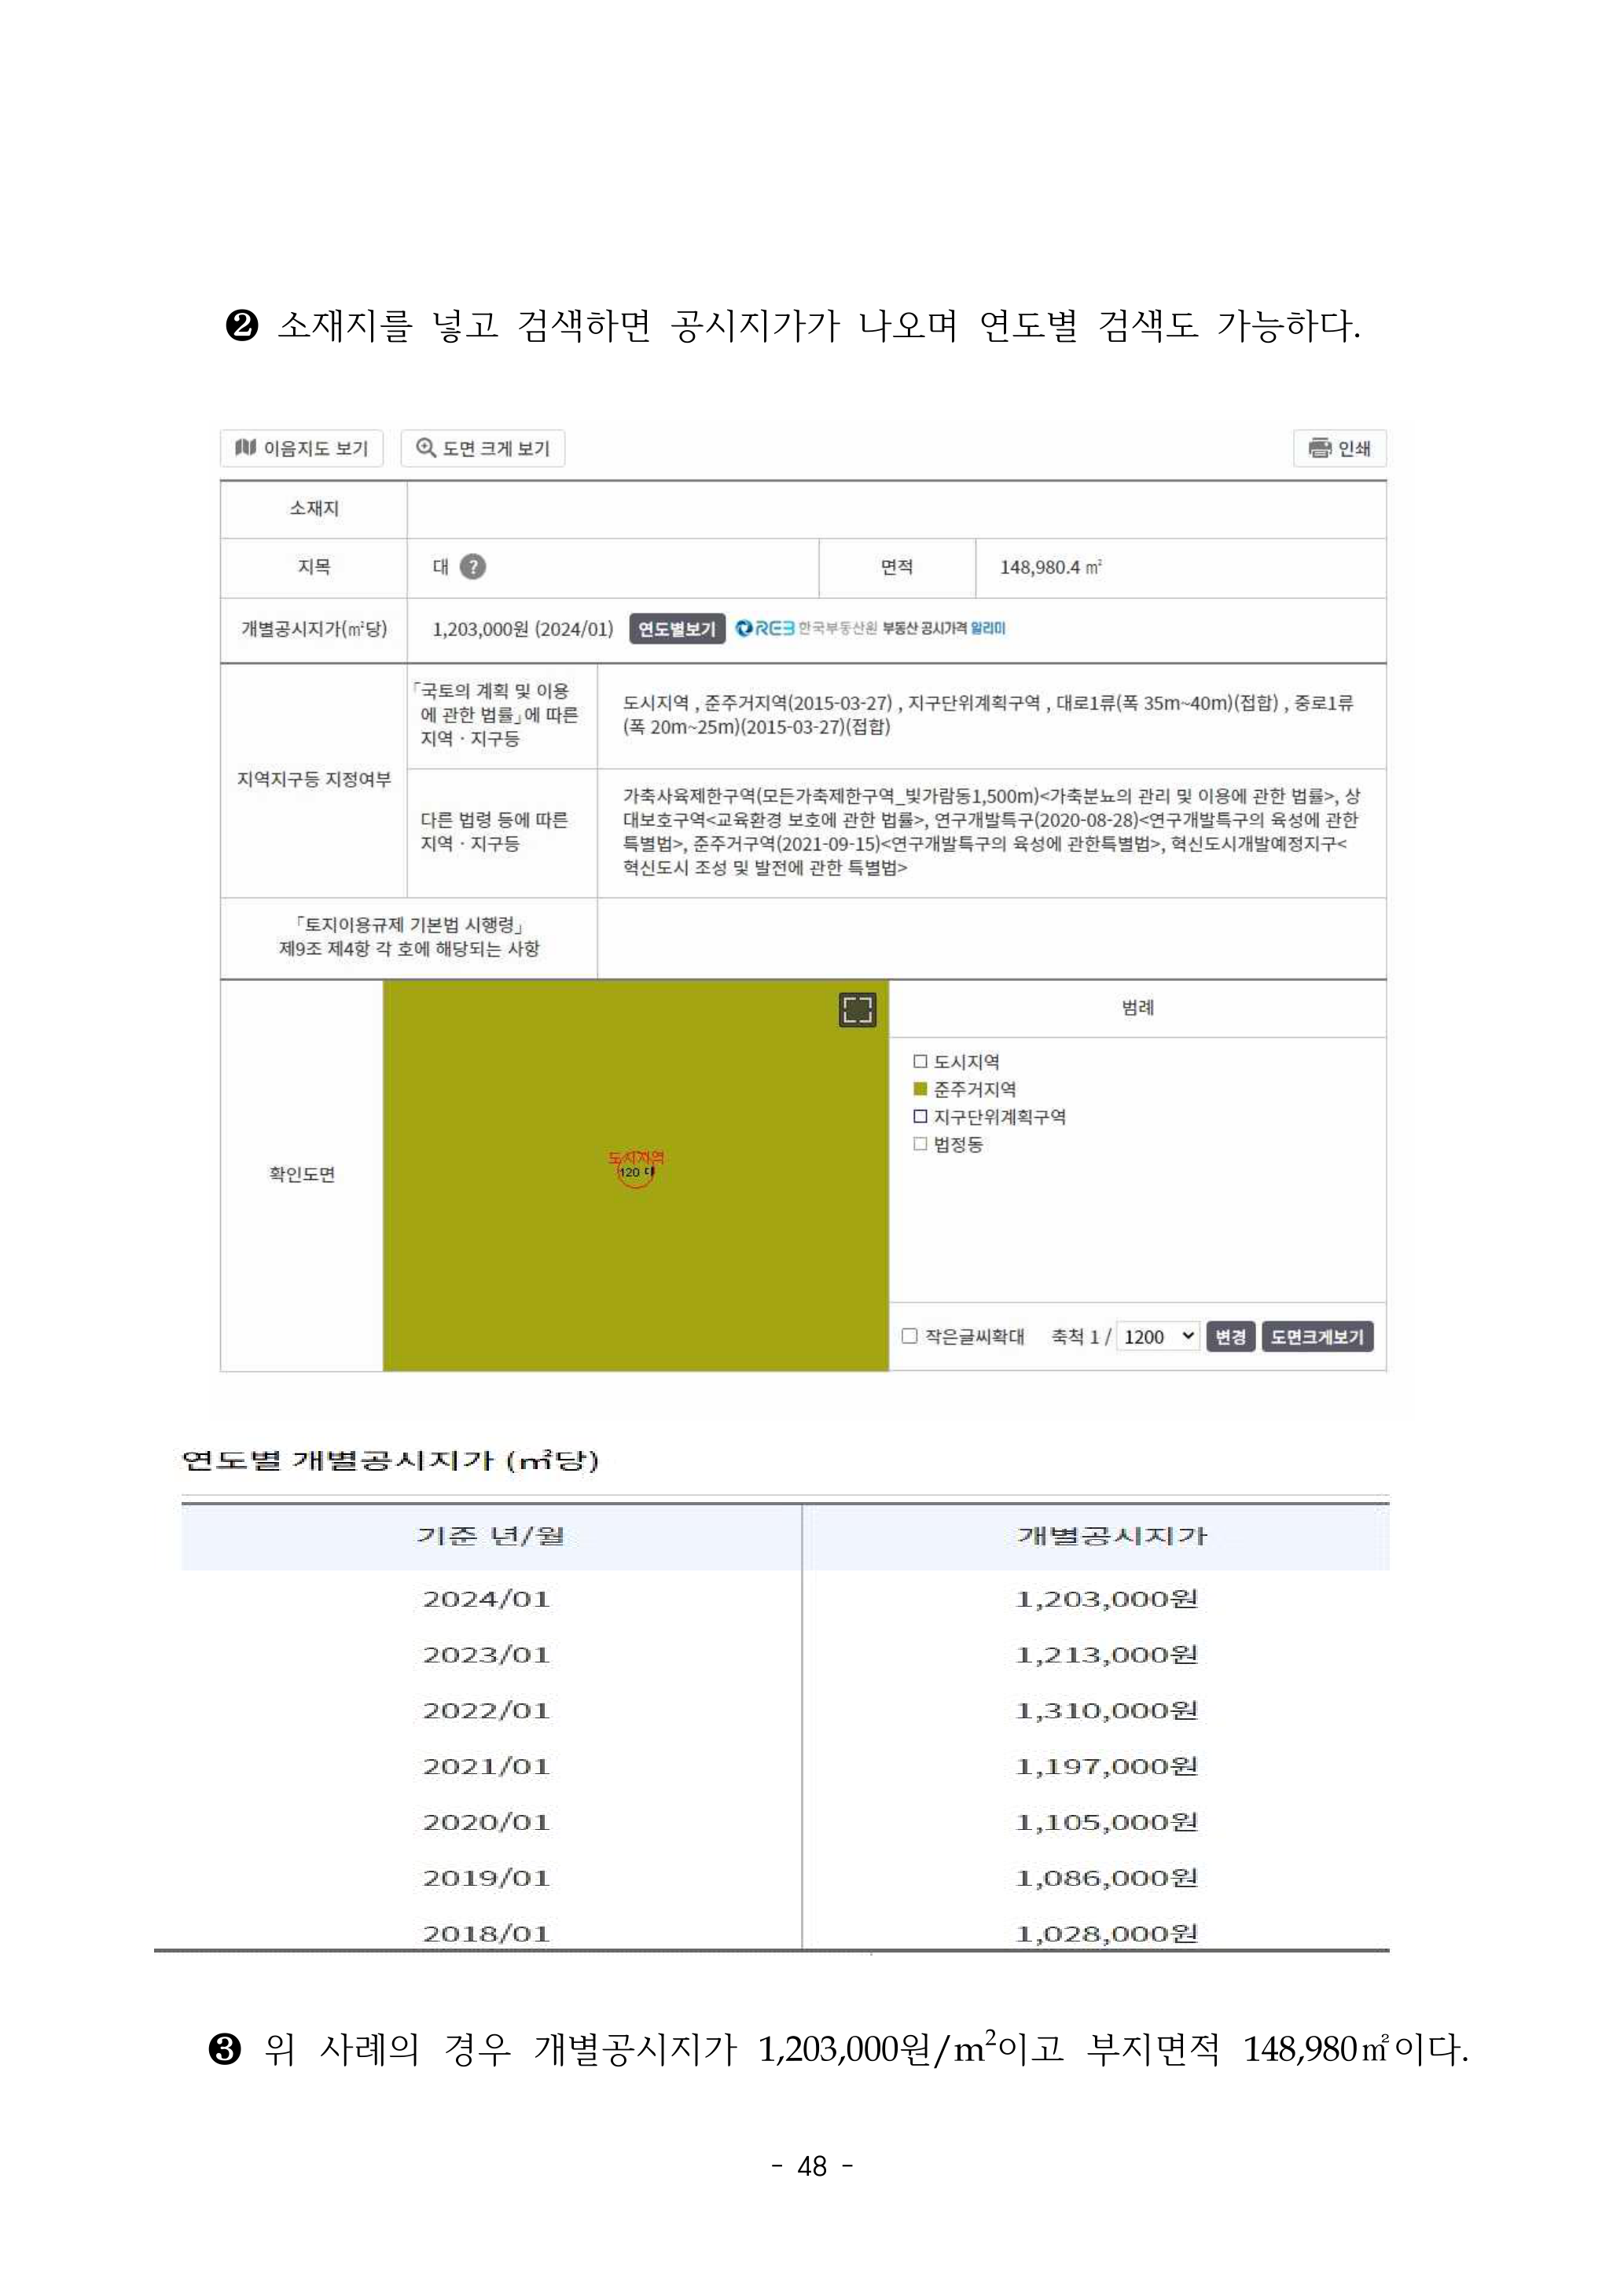 ❷ 소재지를 넣고 검색하면 공시지가가 나오며 연도별 검색도 가능하다.
이음지도 보기 도면 크게 보기 인쇄
소재지
지목 대 ? 면적 148,980.4 ㎡
개별공시지가(㎡당) 1,203,000원 (2024/01) 연도별보기 REB 한국부동산원 부동산 공시가격 알리미
지역지구등 지정여부
「국토의 계획 및 이용
에 관한 법률」에 따른
지역ㆍ지구등
도시지역 , 준주거지역(2015-03-27) , 지구단위계획구역 , 대로1류(폭 35m~40m)(접합) , 중로1류
(폭 20m~25m)(2015-03-27)(접합)
다른 법령 등에 따른
지역ㆍ지구등
가축사육제한구역(모든가축제한구역_빛가람동1,500m)<가축분뇨의 관리 및 이용에 관한 법률>, 상
대보호구역<교육환경 보호에 관한 법률>, 연구개발특구(2020-08-28)<연구개발특구의 육성에 관한
특별법>, 준주거구역(2021-09-15)<연구개발특구의 육성에 관한특별법>, 혁신도시개발예정지구<
혁신도시 조성 및 발전에 관한 특별법>
「토지이용규제 기본법 시행령」
제9조 제4항 각 호에 해당되는 사항
확인도면
도시지역
120 대
범례
도시지역
준주거지역
지구단위계획구역
법정동
작은글씨확대 축척 1 / 1200 변경 도면크게보기
연도별 개별공시지가 (㎡당)
기준 년/월 개별공시지가
2024/01 1,203,000원
2023/01 1,213,000원
2022/01 1,310,000원
2021/01 1,197,000원
2020/01 1,105,000원
2019/01 1,086,000원
2018/01 1,028,000원
❸ 위 사례의 경우 개별공시지가 1,203,000원/m²이고 부지면적 148,980㎡이다.
- 48 -